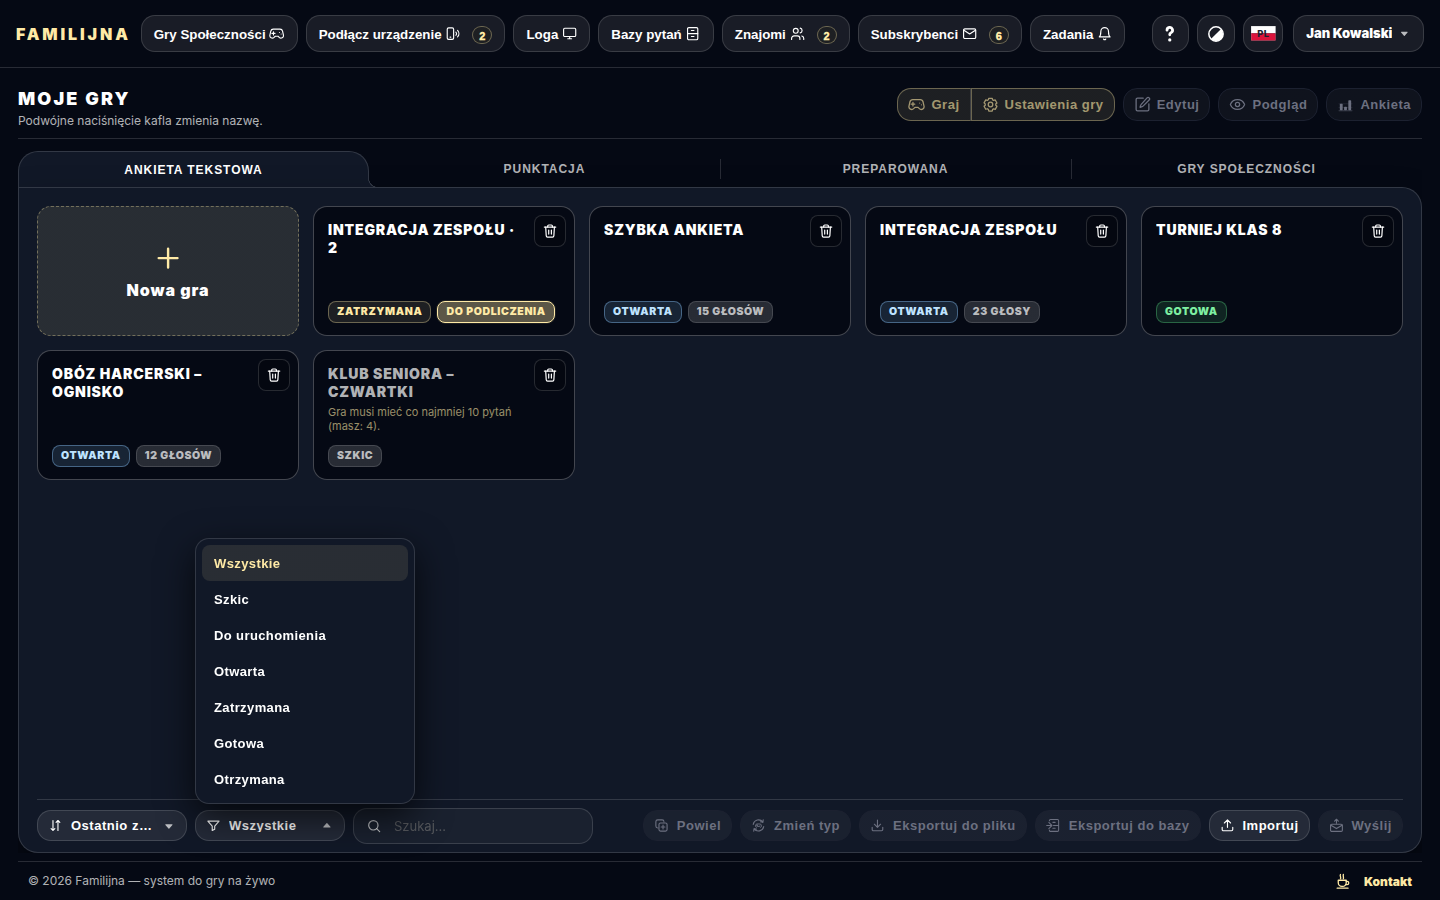 FAMILIJNA
Gry Społeczności
Podłącz urządzenie 2
Loga
Bazy pytań
Znajomi 2
Subskrybenci 6
Zadania
?
PL
Jan Kowalski
MOJE GRY
Podwójne naciśnięcie kafla zmienia nazwę.
Graj
Ustawienia gry
Edytuj
Podgląd
Ankieta
ANKIETA TEKSTOWA
PUNKTACJA
PREPAROWANA
GRY SPOŁECZNOŚCI
Nowa gra
INTEGRACJA ZESPOŁU ·
2
ZATRZYMANA
DO PODLICZENIA
SZYBKA ANKIETA
OTWARTA
15 GŁOSÓW
INTEGRACJA ZESPOŁU
OTWARTA
23 GŁOSY
TURNIEJ KLAS 8
GOTOWA
OBÓZ HARCERSKI –
OGNISKO
OTWARTA
12 GŁOSÓW
KLUB SENIORA –
CZWARTKI
Gra musi mieć co najmniej 10 pytań
(masz: 4).
SZKIC
Wszystkie
Szkic
Do uruchomienia
Otwarta
Zatrzymana
Gotowa
Otrzymana
Ostatnio z...
Wszystkie
Szukaj...
Powiel
Zmień typ
Eksportuj do pliku
Eksportuj do bazy
Importuj
Wyślij
© 2026 Familijna — system do gry na żywo
Kontakt